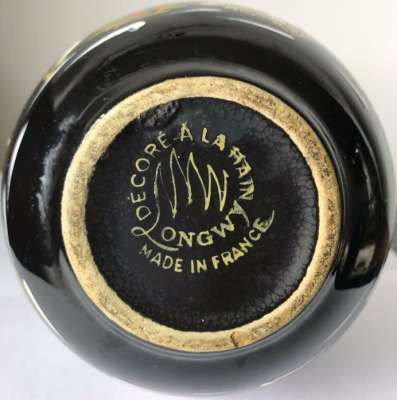 DÉCORÉ À LA MAIN
LONGWY
MADE IN FRANCE